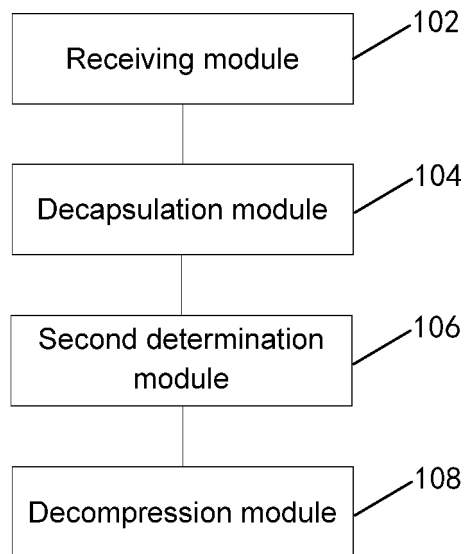 102
Receiving module
104
Decapsulation module
106
Second determination
module
108
Decompression module